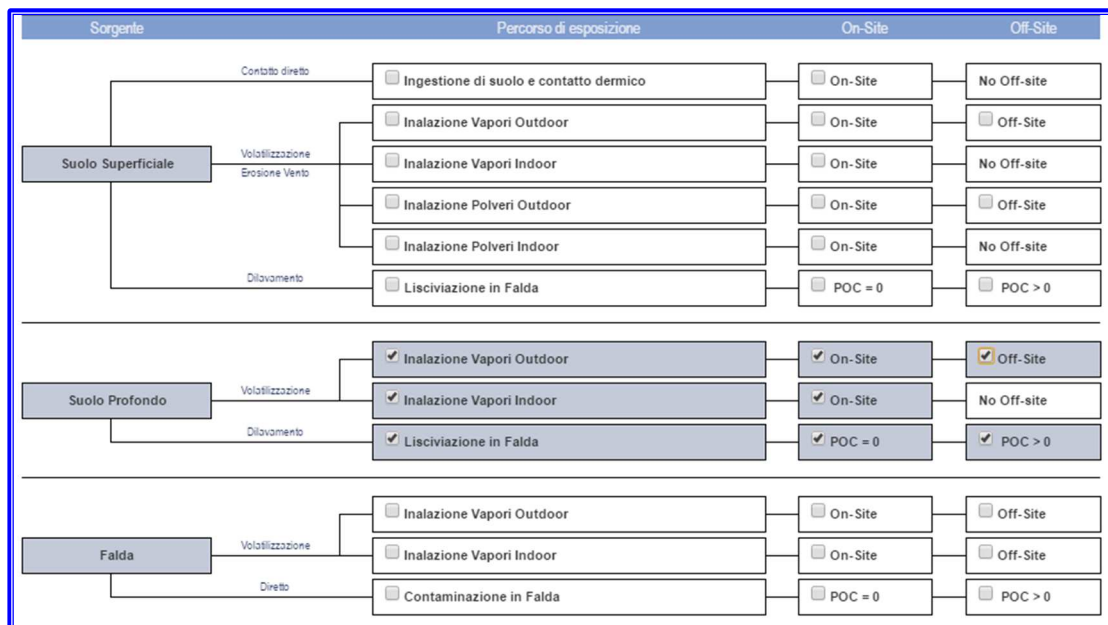 Sorgente Percorso di esposizione On-Site Off-Site
Contatto diretto
Ingestione di suolo e contatto dermico On-Site No Off-site
Inalazione Vapori Outdoor On-Site Off-Site
Suolo Superficiale Volatilizzazione Inalazione Vapori Indoor On-Site No Off-site
Erosione Vento
Inalazione Polveri Outdoor On-Site Off-Site
Inalazione Polveri Indoor On-Site No Off-site
Dilavamento
Lisciviazione in Falda POC = 0 POC > 0
Inalazione Vapori Outdoor On-Site Off-Site
Volatilizzazione
Suolo Profondo Inalazione Vapori Indoor On-Site No Off-site
Dilavamento
Lisciviazione in Falda POC = 0 POC > 0
Inalazione Vapori Outdoor On-Site Off-Site
Volatilizzazione
Falda Inalazione Vapori Indoor On-Site Off-Site
Diretto
Contaminazione in Falda POC = 0 POC > 0